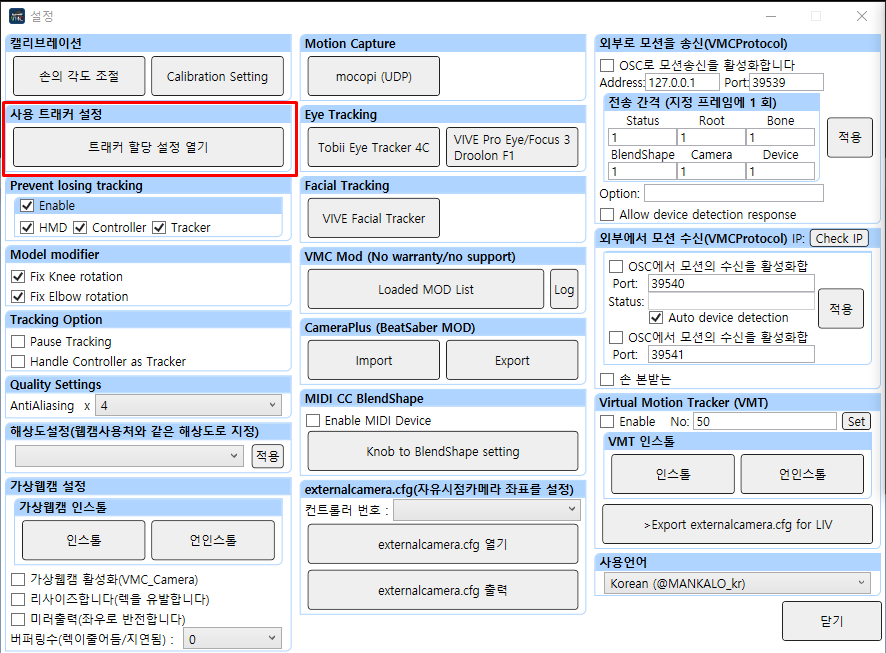 VMC 설정
캘리브레이션
손의 각도 조절 Calibration Setting
사용 트래커 설정
트래커 할당 설정 열기
Prevent losing tracking
Enable
HMD Controller Tracker
Model modifier
Fix Knee rotation
Fix Elbow rotation
Tracking Option
Pause Tracking
Handle Controller as Tracker
Quality Settings
AntiAliasing x 4
해상도설정(웹캠사용처와 같은 해상도로 지정)
적용
가상웹캠 설정
가상웹캠 인스톨
인스톨 언인스톨
가상웹캠 활성화(VMC_Camera)
리사이즈합니다(렉을 유발합니다)
미러출력(좌우로 반전합니다)
버퍼링수(렉이줄어듬/지연됨) : 0
Motion Capture
mocopi (UDP)
Eye Tracking
Tobii Eye Tracker 4C
VIVE Pro Eye/Focus 3
Droolon F1
Facial Tracking
VIVE Facial Tracker
VMC Mod (No warranty/no support)
Loaded MOD List Log
CameraPlus (BeatSaber MOD)
Import Export
MIDI CC BlendShape
Enable MIDI Device
Knob to BlendShape setting
externalcamera.cfg(자유시점카메라 좌표를 설정)
컨트롤러 번호 :
externalcamera.cfg 열기
externalcamera.cfg 출력
외부로 모션을 송신(VMCProtocol)
OSC로 모션송신을 활성화합니다
Address: 127.0.0.1 Port: 39539
전송 간격 (지정 프레임에 1 회)
Status Root Bone
1 1 1
적용
BlendShape Camera Device
1 1 1
Option:
Allow device detection response
외부에서 모션 수신(VMCProtocol) IP: Check IP
OSC에서 모션의 수신을 활성화합
Port: 39540
Status:
적용
Auto device detection
OSC에서 모션의 수신을 활성화합
Port: 39541
손 본받는
Virtual Motion Tracker (VMT)
Enable No: 50 Set
VMT 인스톨
인스톨 언인스톨
>Export externalcamera.cfg for LIV
사용언어
Korean (@MANKALO_kr)
닫기